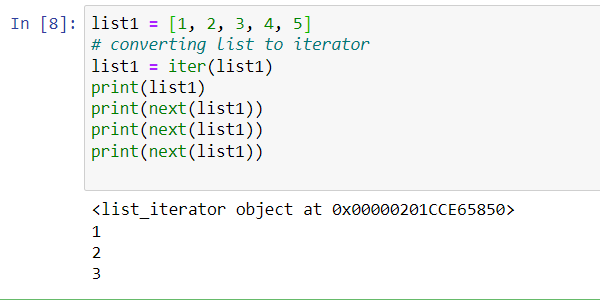 In [8]: list1 = [1, 2, 3, 4, 5]
# converting list to iterator
list1 = iter(list1)
print(list1)
print(next(list1))
print(next(list1))
print(next(list1))
<list_iterator object at 0x00000201CCE65850>
1
2
3